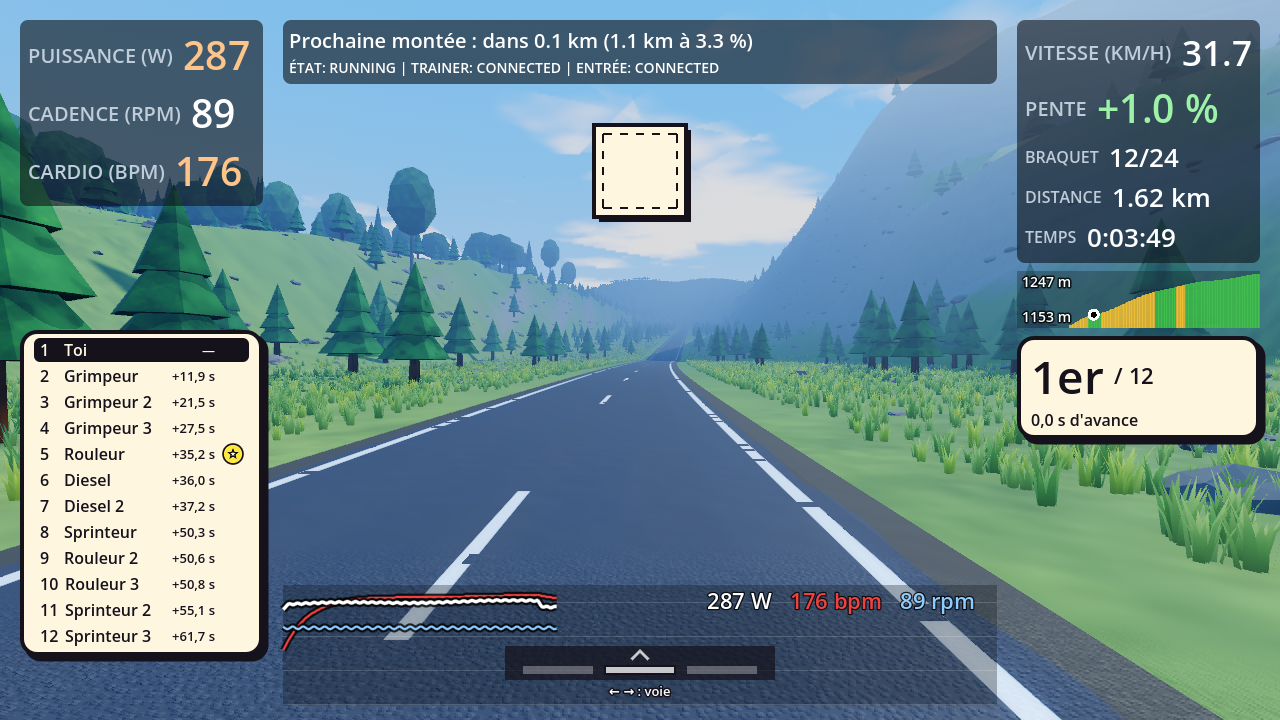 PUISSANCE (W) 287
CADENCE (RPM) 89
CARDIO (BPM) 176
Prochaine montée : dans 0.1 km (1.1 km à 3.3 %)
ÉTAT: RUNNING | TRAINER: CONNECTED | ENTRÉE: CONNECTED
VITESSE (KM/H) 31.7
PENTE +1.0 %
BRAQUET 12/24
DISTANCE 1.62 km
TEMPS 0:03:49
1247 m
1153 m
1er / 12
0,0 s d'avance
1 Toi —
2 Grimpeur +11,9 s
3 Grimpeur 2 +21,5 s
4 Grimpeur 3 +27,5 s
5 Rouleur +35,2 s
6 Diesel +36,0 s
7 Diesel 2 +37,2 s
8 Sprinteur +50,3 s
9 Rouleur 2 +50,6 s
10 Rouleur 3 +50,8 s
11 Sprinteur 2 +55,1 s
12 Sprinteur 3 +61,7 s
287 W 176 bpm 89 rpm
← → : voie